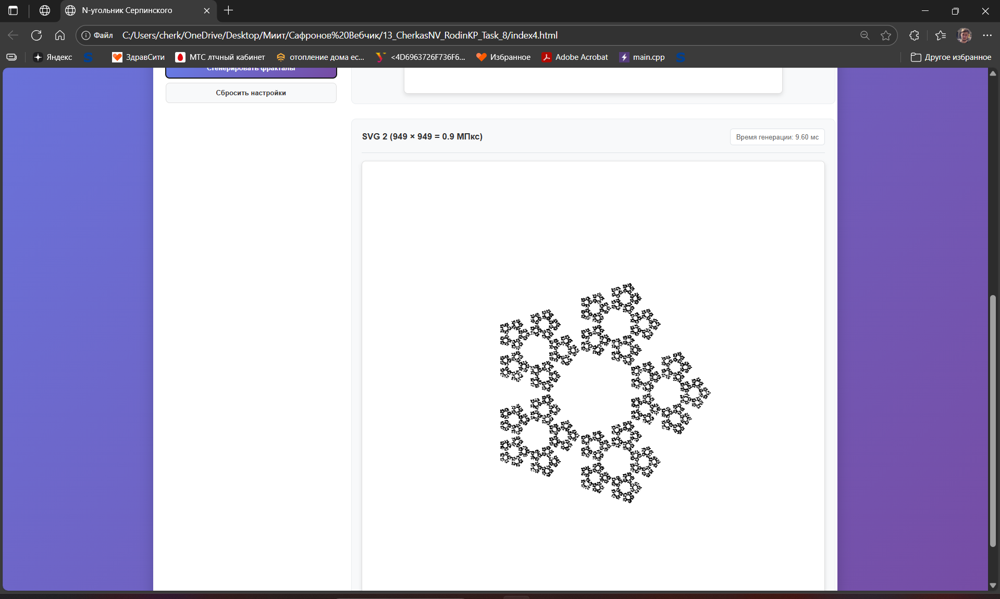 N-угольник Серпинского
Файл
C:/Users/cherk/OneDrive/Desktop/Миит/Сафронов%20Вебчик/13_CherkasNV_RodinKP_Task_8/index4.html
Яндекс
ЗдравСити
МТС лтчный кабинет
отопление дома ес...
<4D6963726F736F6...
Избранное
Adobe Acrobat
main.cpp
Другое избранное
Сгенерировать фракталы
Сбросить настройки
SVG 2 (949 × 949 = 0.9 МПкс)
Время генерации: 9.60 мс